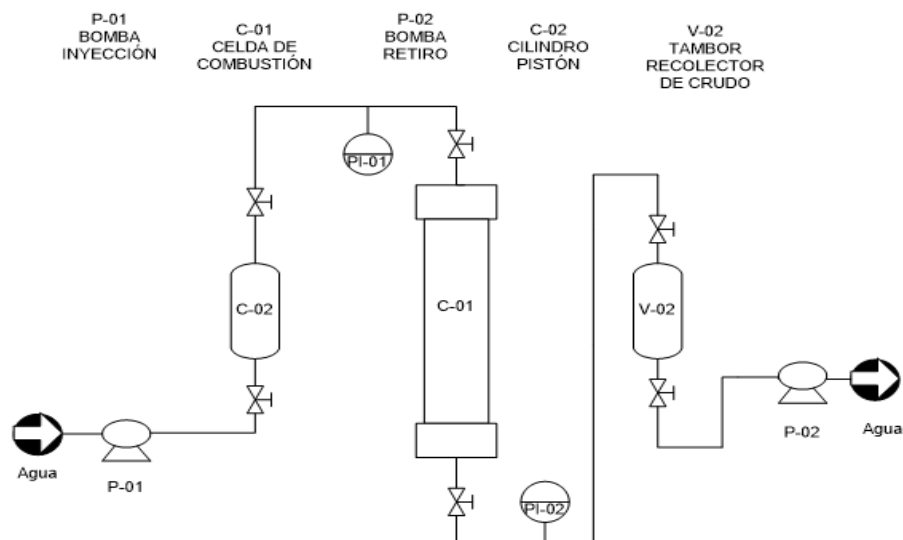 P-01
BOMBA
INYECCIÓN
C-01
CELDA DE
COMBUSTIÓN
P-02
BOMBA
RETIRO
C-02
CILINDRO
PISTÓN
V-02
TAMBOR
RECOLECTOR
DE CRUDO
PI-01
C-02
C-01
V-02
Agua
P-01
PI-02
P-02
Agua